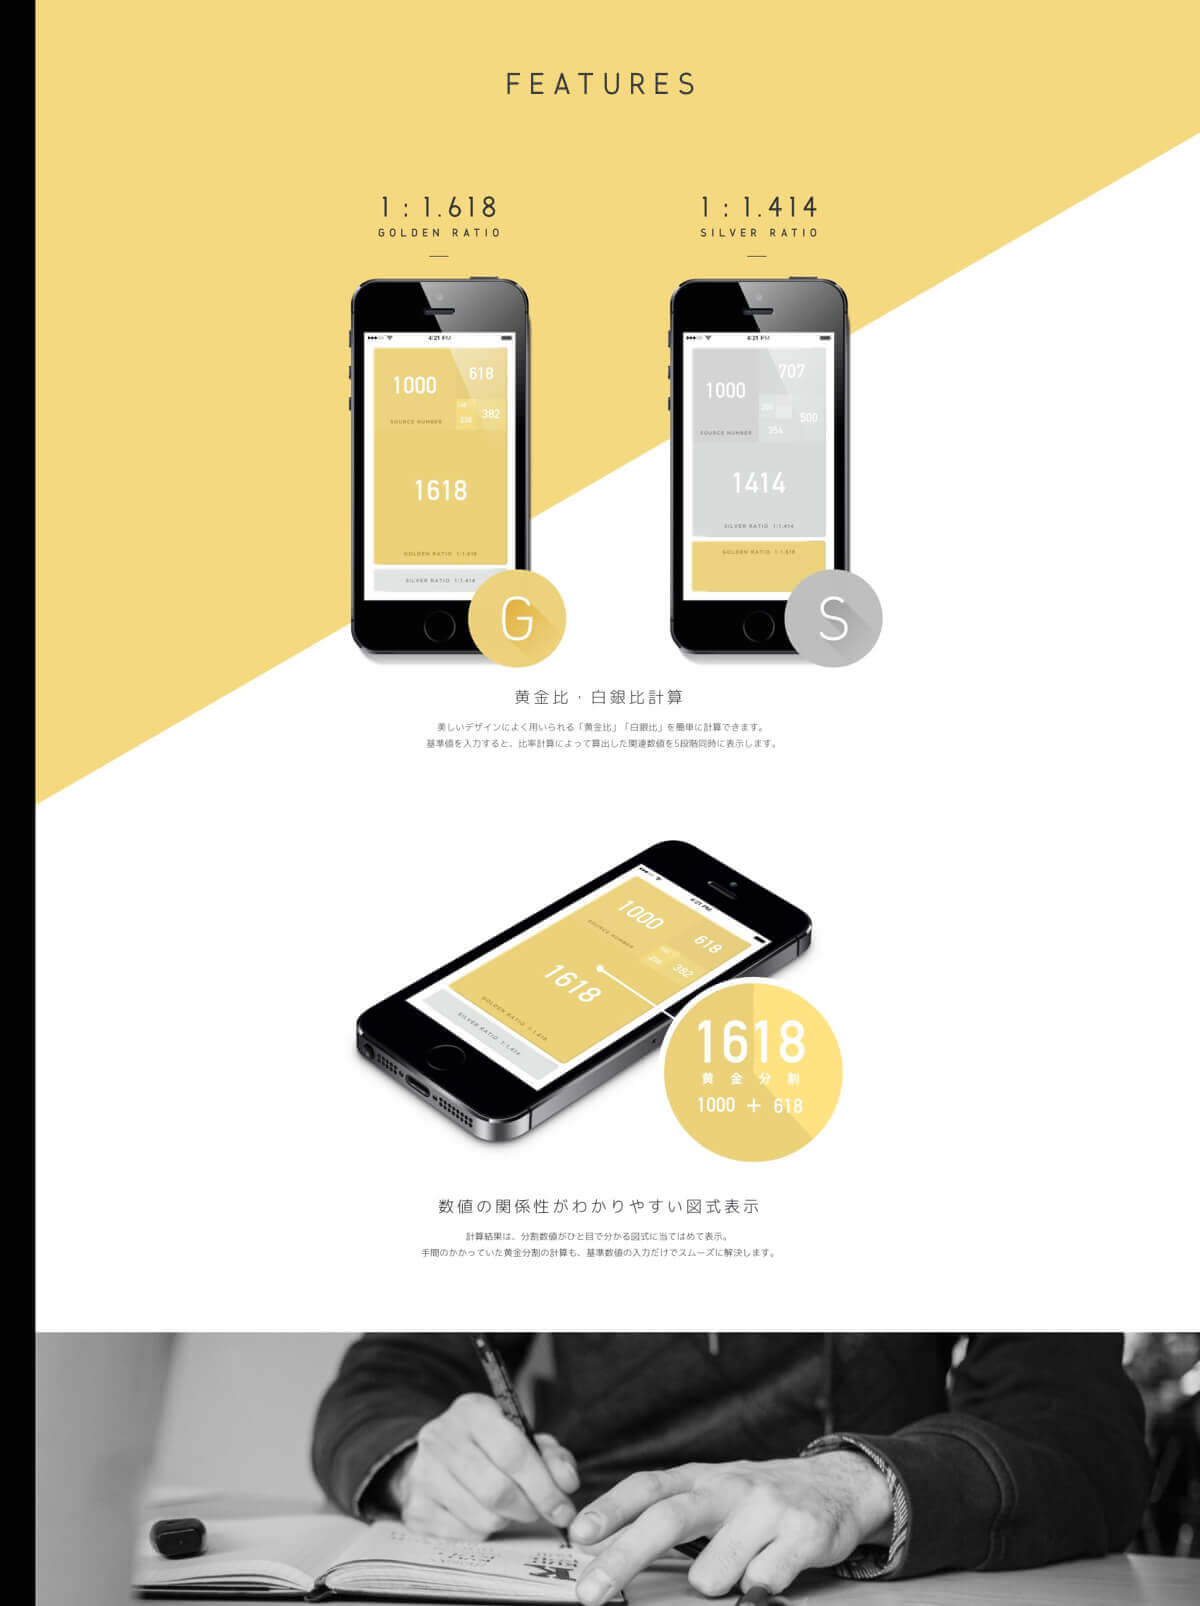 FEATURES
1 : 1.618
GOLDEN RATIO
1 : 1.414
SILVER RATIO
4:21 PM
1000
618
382
236
SOURCE NUMBER
1618
GOLDEN RATIO 1:1.618
SILVER RATIO 1:1.414
G
4:21 PM
1000
707
500
354
SOURCE NUMBER
1414
SILVER RATIO 1:1.414
GOLDEN RATIO 1:1.618
S
黄金比・白銀比計算
美しいデザインによく用いられる「黄金比」「白銀比」を簡単に計算できます。
基準値を入力すると、比率計算によって算出した関連数値を5段階同時に表示します。
4:21 PM
1000
618
SOURCE NUMBER
382
236
1618
GOLDEN RATIO 1:1.618
SILVER RATIO 1:1.414
1618
黄金分割
1000 + 618
数値の関係性がわかりやすい図式表示
計算結果は、分割数値がひと目で分かる図式に当てはめて表示。
手間のかかっていた黄金分割の計算も、基準数値の入力だけでスムーズに解決します。